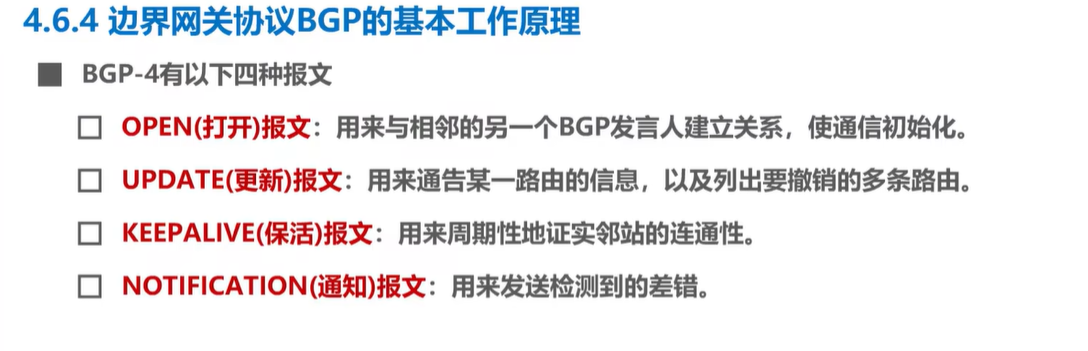 4.6.4 边界网关协议BGP的基本工作原理
BGP-4有以下四种报文
OPEN(打开)报文：用来与相邻的另一个BGP发言人建立关系，使通信初始化。
UPDATE(更新)报文：用来通告某一路由的信息，以及列出要撤销的多条路由。
KEEPALIVE(保活)报文：用来周期性地证实邻站的连通性。
NOTIFICATION(通知)报文：用来发送检测到的差错。